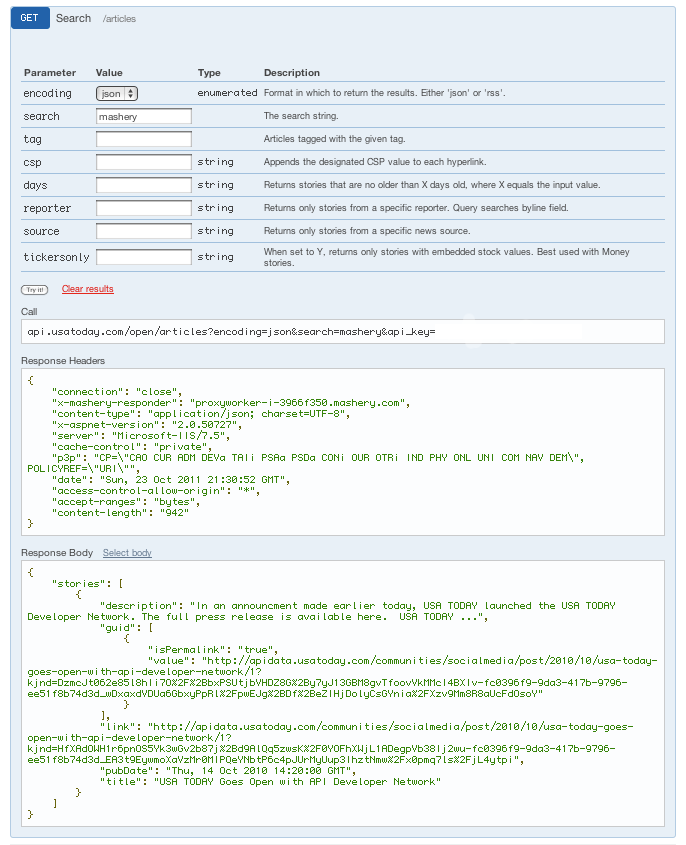 GET Search /articles
Parameter Value Type Description
encoding json enumerated Format in which to return the results. Either 'json' or 'rss'.
search mashery The search string.
tag Articles tagged with the given tag.
csp string Appends the designated CSP value to each hyperlink.
days string Returns stories that are no older than X days old, where X equals the input value.
reporter string Returns only stories from a specific reporter. Query searches byline field.
source string Returns only stories from a specific news source.
tickersonly string When set to Y, returns only stories with embedded stock values. Best used with Money
stories.
Try it! Clear results
Call
api.usatoday.com/open/articles?encoding=json&search=mashery&api_key=
Response Headers
{
"connection": "close",
"x-mashery-responder": "proxyworker-i-3966f350.mashery.com",
"content-type": "application/json; charset=UTF-8",
"x-aspnet-version": "2.0.50727",
"server": "Microsoft-IIS/7.5",
"cache-control": "private",
"p3p": "CP=\"CAO CUR ADM DEVa TAIi PSAa PSDa CONi OUR OTRi IND PHY ONL UNI COM NAV DEM\",
POLICYREF=\"URI\"",
"date": "Sun, 23 Oct 2011 21:30:52 GMT",
"access-control-allow-origin": "*",
"accept-ranges": "bytes",
"content-length": "942"
}
Response Body Select body
{
"stories": [
{
"description": "In an announcment made earlier today, USA TODAY launched the USA TODAY
Developer Network. The full press release is available here.  USA TODAY ...",
"guid": [
{
"isPermalink": "true",
"value": "http://apidata.usatoday.com/communities/socialmedia/post/2010/10/usa-today-
goes-open-with-api-developer-network/1?
kjnd=DzmcJt062e85l8hIi7O%2F%2BbxPSUtjbVHDZ8G%2By7yJ13GBM8gvTfoovVkMMcI4BXIv-fc0396f9-9da3-417b-9796-
ee51f8b74d3d_wDxaxdVDUa6GbxyPpRl%2FpwEJg%2BDf%2BeZIHjDolyCsGYnia%2FXzv9Mm8R8aUcFdOsoY"
}
],
"link": "http://apidata.usatoday.com/communities/socialmedia/post/2010/10/usa-today-goes-
open-with-api-developer-network/1?
kjnd=HfXAdOWH1r6pnOS5Yk3wGv2b87j%2Bd9AlQq5zwsK%2F0YOFhXWjL1ADegpVb38Ij2wu-fc0396f9-9da3-417b-9796-
ee51f8b74d3d_EA3t9EywmoXaVzMr0MIPQeYNbtP6c4pJUrMyUup3IhztNmw%2Fx0pmq7ls%2FjL4ytpi",
"pubDate": "Thu, 14 Oct 2010 14:20:00 GMT",
"title": "USA TODAY Goes Open with API Developer Network"
}
]
}